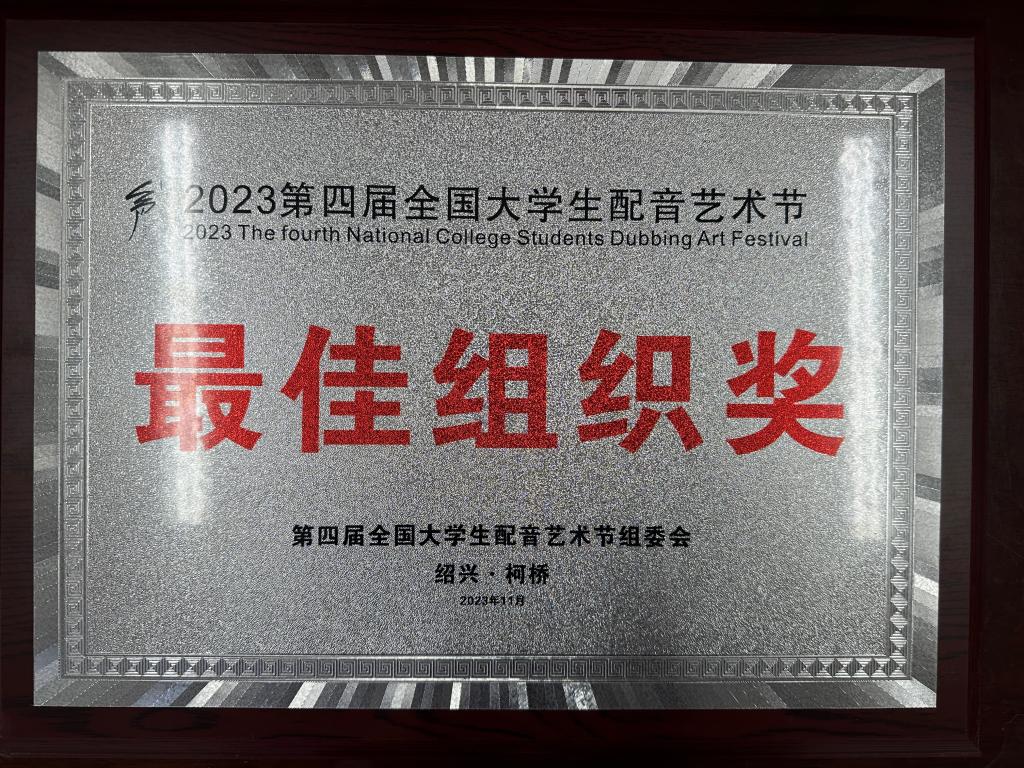 2023第四届全国大学生配音艺术节
2023 The fourth National College Students Dubbing Art Festival
最佳组织奖
第四届全国大学生配音艺术节组委会
绍兴·柯桥
2023年11月